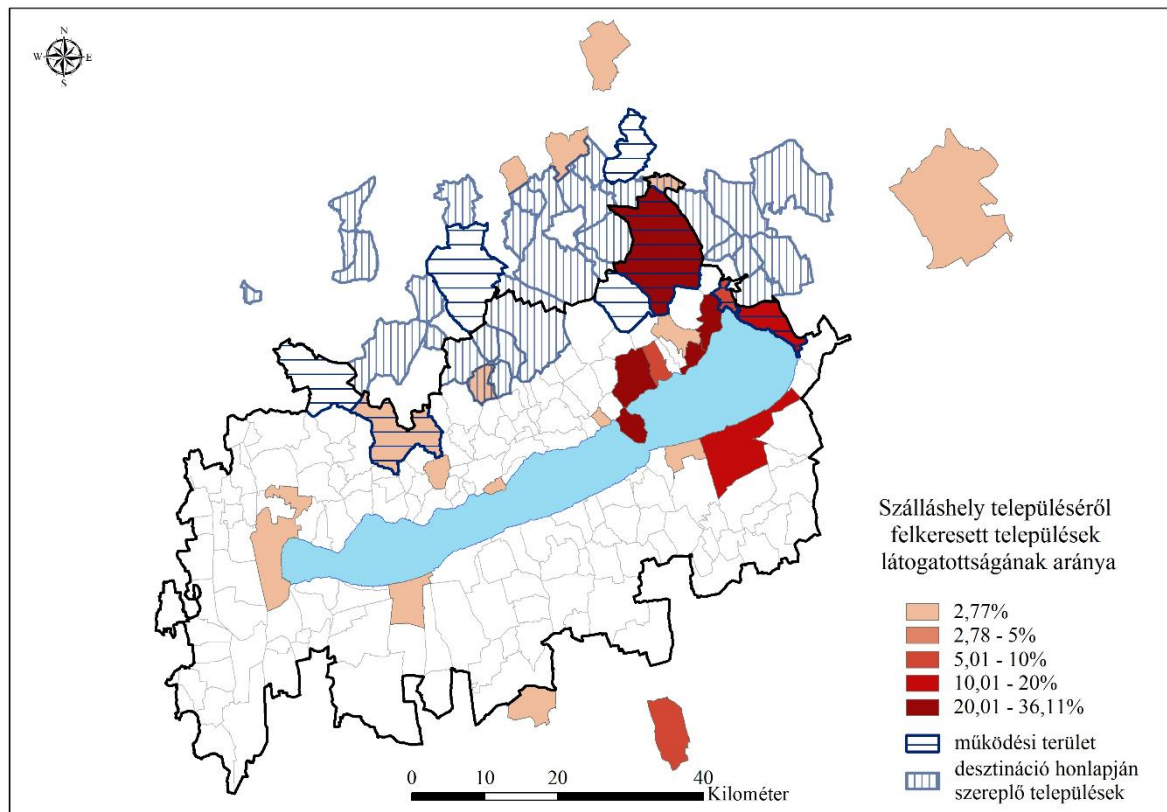 N
W E
S
Szálláshely településéről
felkeresett települések
látogatottságának aránya
2,77%
2,78 - 5%
5,01 - 10%
10,01 - 20%
20,01 - 36,11%
működési terület
desztináció honlapján
szereplő települések
0 10 20 40
Kilométer